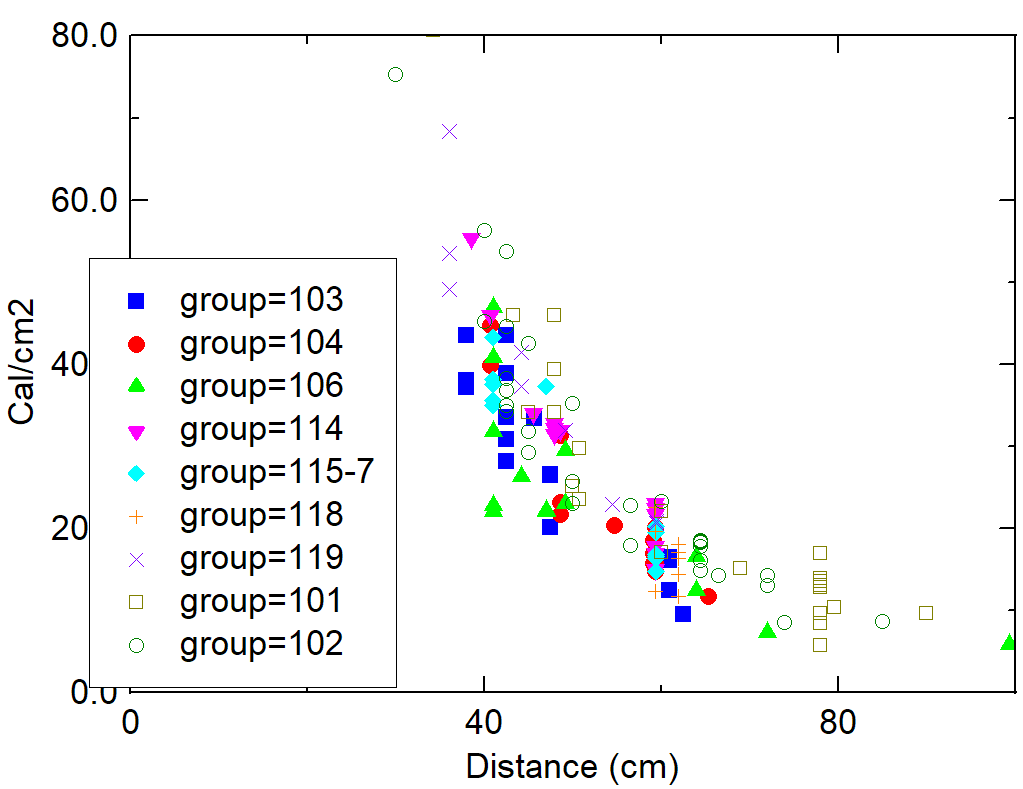 80.0
60.0
40
20
0.0
Cal/cm2
group=103
group=104
group=106
group=114
group=115-7
group=118
group=119
group=101
group=102
0
40
80
Distance (cm)